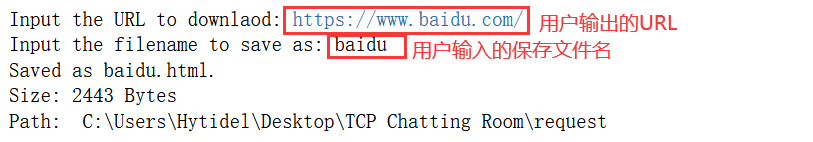 Input the URL to downlaod: https://www.baidu.com/ 用户输出的URL
Input the filename to save as: baidu 用户输入的保存文件名
Saved as baidu.html.
Size: 2443 Bytes
Path:  C:\Users\Hytidel\Desktop\TCP Chatting Room\request